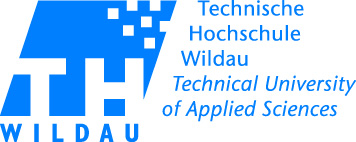 TH
WILDAU
Technische
Hochschule
Wildau
Technical University
of Applied Sciences